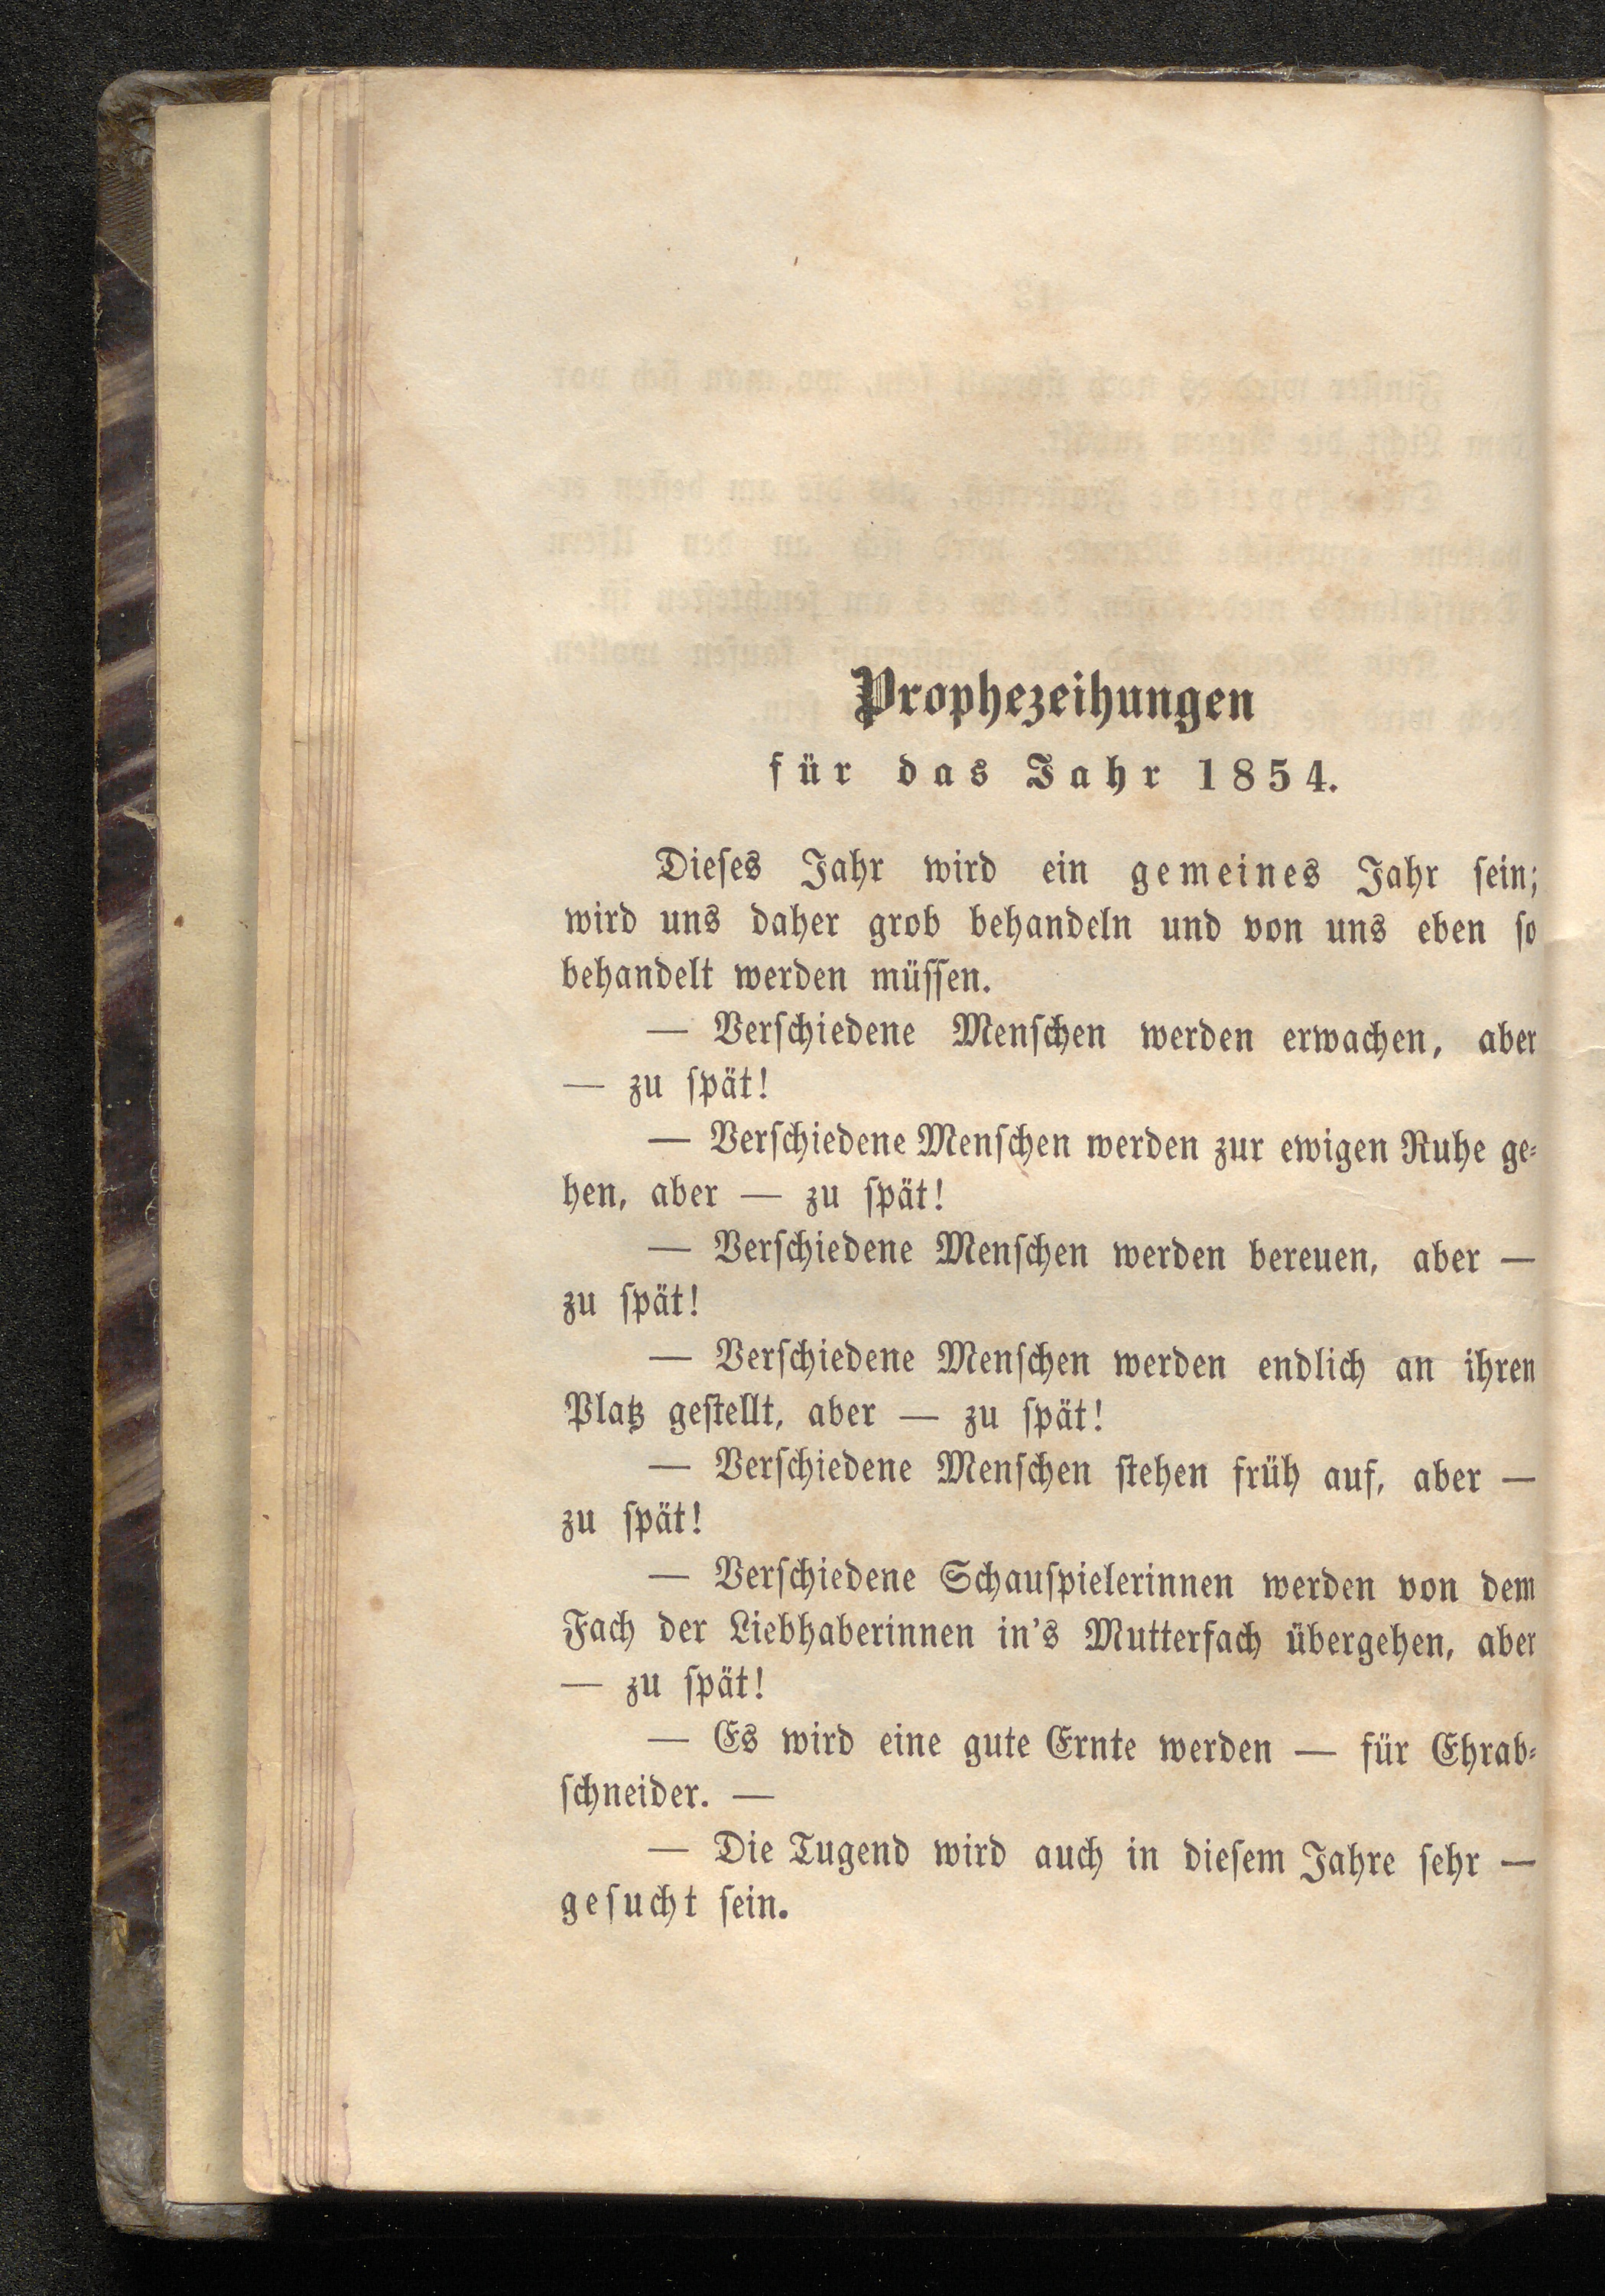 Prophezeihungen
für das Jahr 1854.
Dieſes Jahr wird ein gemeines Jahr ſein;
wird uns daher grob behandeln und von uns eben ſo
behandelt werden müſſen.
— Verſchiedene Menſchen werden erwachen, aber
— zu ſpät!
— Verſchiedene Menſchen werden zur ewigen Ruhe ge⸗
hen, aber — zu ſpät!
— Verſchiedene Menſchen werden bereuen, aber —
zu ſpät!
— Verſchiedene Menſchen werden endlich an ihren
Platz geſtellt, aber — zu ſpät!
— Verſchiedene Menſchen ſtehen früh auf, aber —
zu ſpät!
— Verſchiedene Schauſpielerinnen werden von dem
Fach der Liebhaberinnen in's Mutterfach übergehen, aber
— zu ſpät!
— Es wird eine gute Ernte werden — für Ehrab⸗
ſchneider. —
— Die Tugend wird auch in dieſem Jahre ſehr —
geſucht ſein.